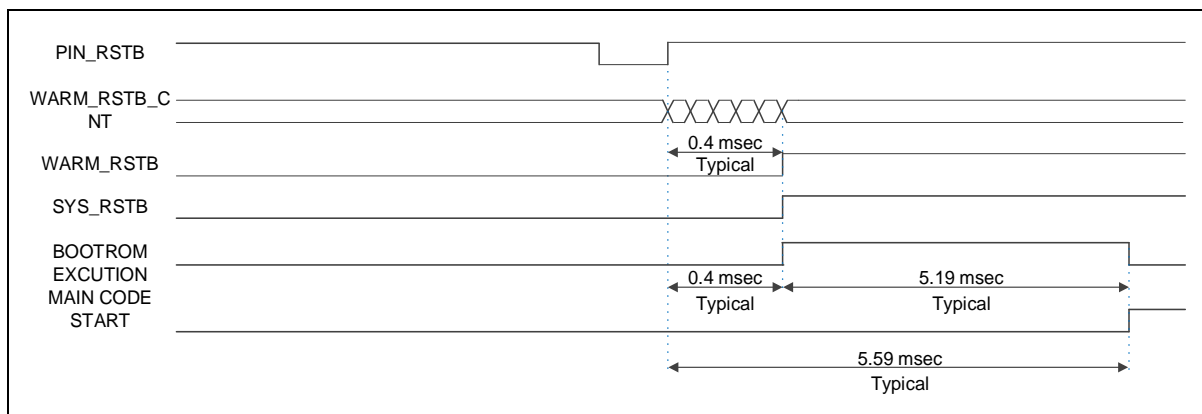 PIN_RSTB
WARM_RSTB_C
NT
0.4 msec
Typical
WARM_RSTB
SYS_RSTB
BOOTROM
EXCUTION
MAIN CODE
START
0.4 msec
Typical
5.19 msec
Typical
5.59 msec
Typical